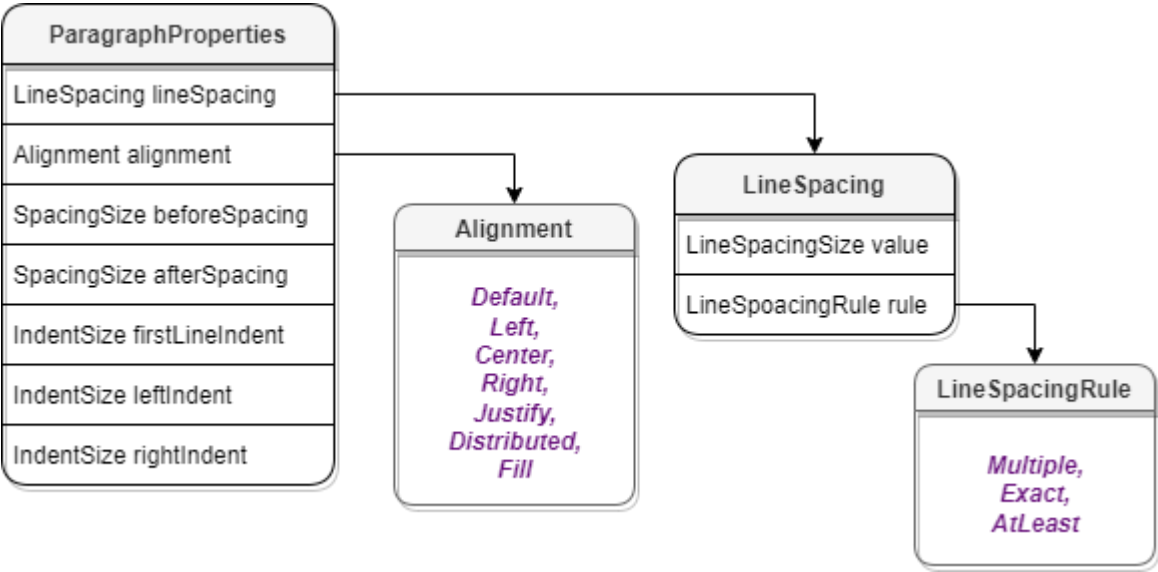 ParagraphProperties
LineSpacing lineSpacing
Alignment alignment
SpacingSize beforeSpacing
SpacingSize afterSpacing
IndentSize firstLineIndent
IndentSize leftIndent
IndentSize rightIndent
Alignment
Default,
Left,
Center,
Right,
Justify,
Distributed,
Fill
LineSpacing
LineSpacingSize value
LineSpoacingRule rule
LineSpacingRule
Multiple,
Exact,
AtLeast